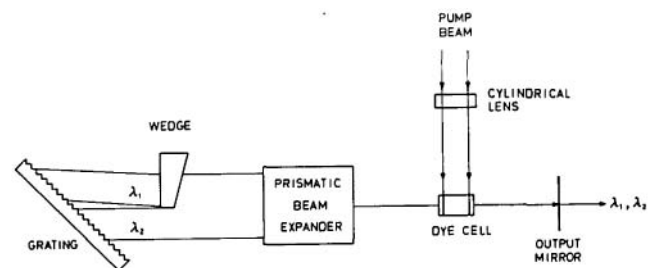 PUMP
BEAM
CYLINDRICAL
LENS
WEDGE
λ1
λ2
GRATING
PRISMATIC
BEAM
EXPANDER
DYE CELL
λ1, λ2
OUTPUT
MIRROR